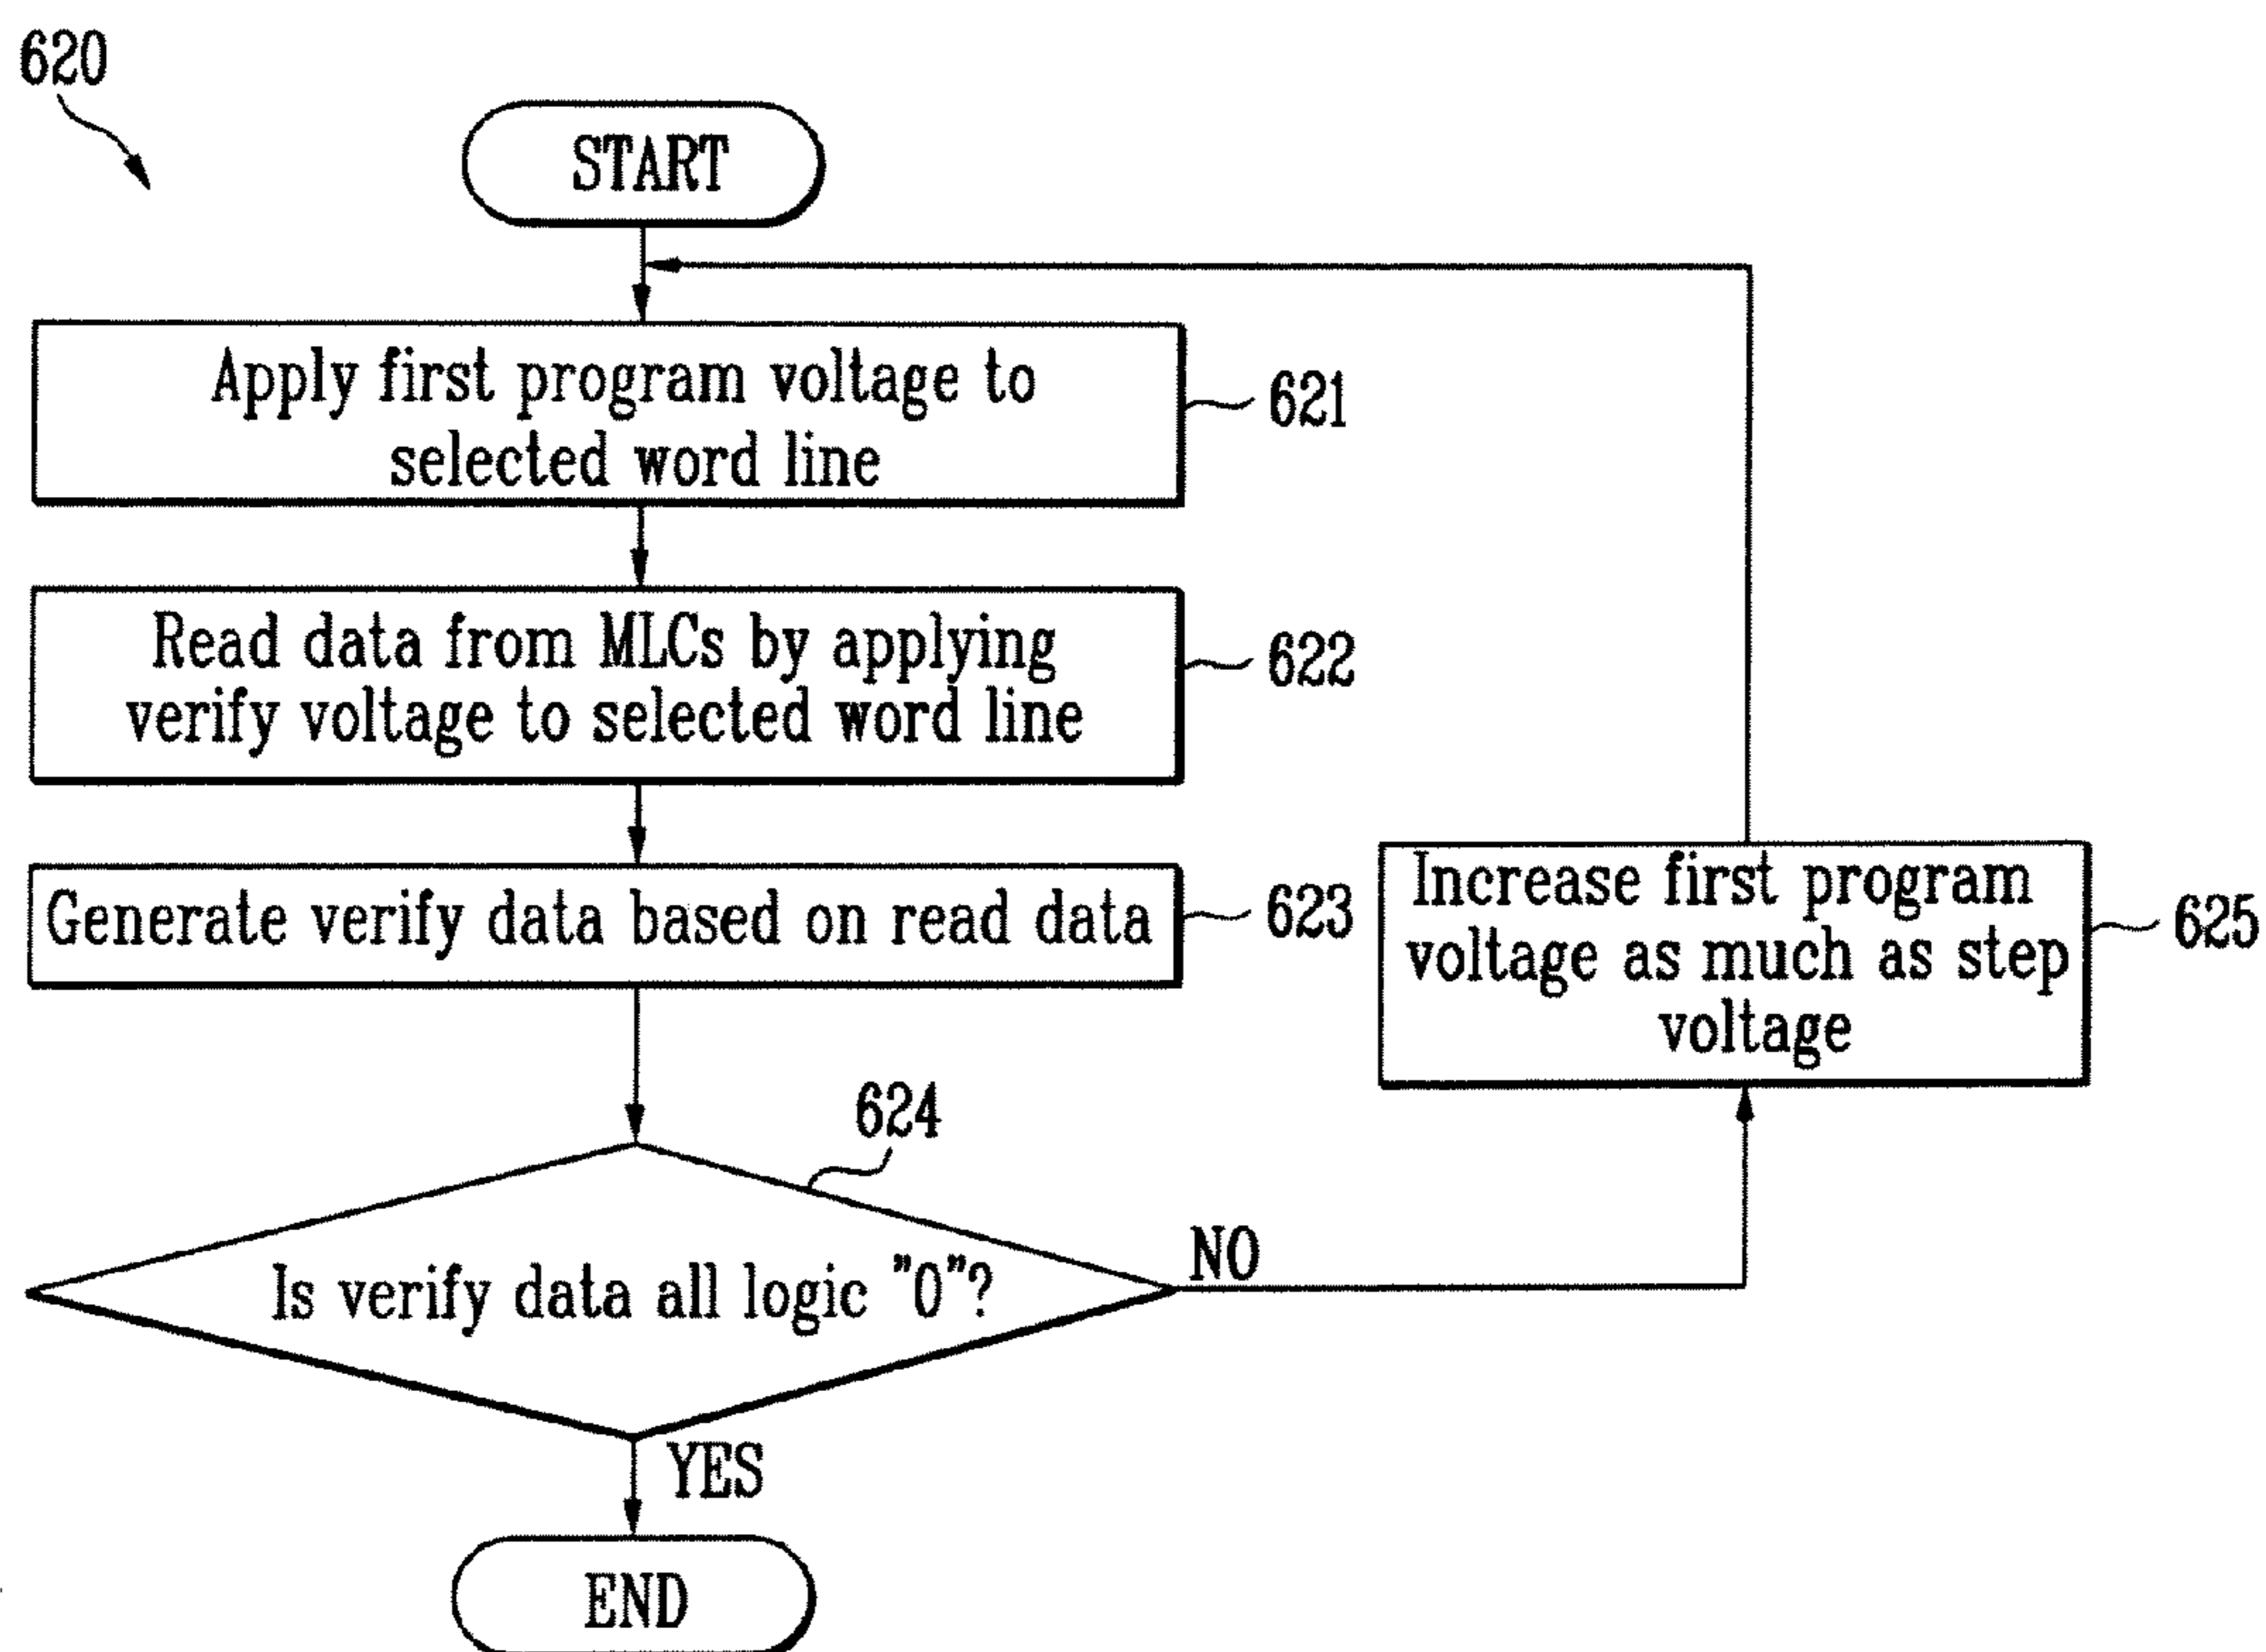 620
START
Apply first program voltage to
selected word line
621
Read data from MLCs by applying
verify voltage to selected word line
622
Generate verify data based on read data
623
Increase first program
voltage as much as step
voltage
625
624
Is verify data all logic "0"?
NO
YES
END